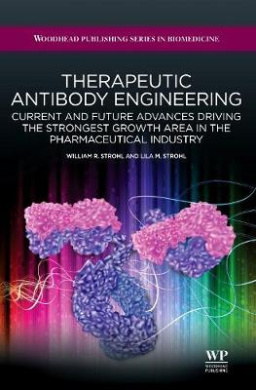 WOODHEAD PUBLISHING SERIES IN BIOMEDICINE
THERAPEUTIC
ANTIBODY ENGINEERING
CURRENT AND FUTURE ADVANCES DRIVING
THE STRONGEST GROWTH AREA IN THE
PHARMACEUTICAL INDUSTRY
WILLIAM R. STROHL AND LILA M. STROHL
WP
WOODHEAD
PUBLISHING